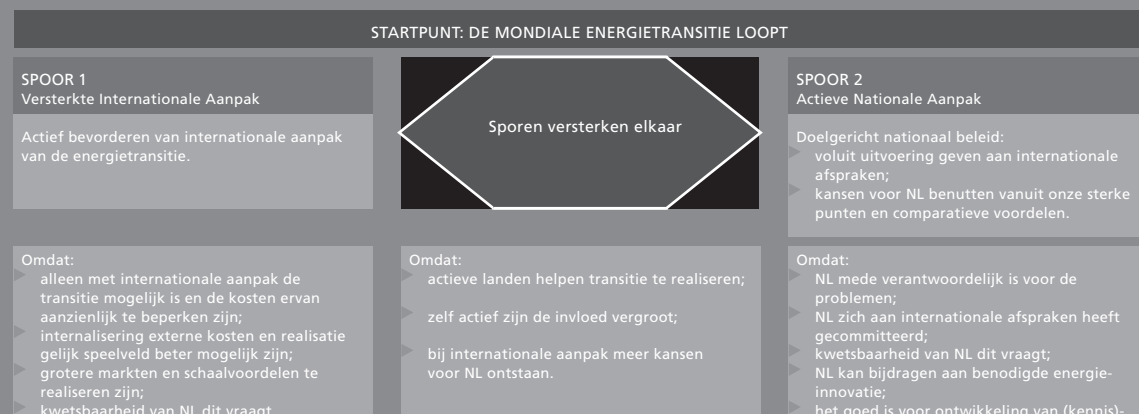 STARTPUNT: DE MONDIALE ENERGIETRANSITIE LOOPT
SPOOR 1
Versterkte Internationale Aanpak
Actief bevorderen van internationale aanpak
van de energietransitie.
Sporen versterken elkaar
SPOOR 2
Actieve Nationale Aanpak
Doelgericht nationaal beleid:
voluit uitvoering geven aan internationale
afspraken;
kansen voor NL benutten vanuit onze sterke
punten en comparatieve voordelen.
Omdat:
alleen met internationale aanpak de
transitie mogelijk is en de kosten ervan
aanzienlijk te beperken zijn;
internalisering externe kosten en realisatie
gelijk speelveld beter mogelijk zijn;
grotere markten en schaalvoordelen te
realiseren zijn;
kwetsbaarheid van NL dit vraagt
Omdat:
actieve landen helpen transitie te realiseren;
zelf actief zijn de invloed vergroot;
bij internationale aanpak meer kansen
voor NL ontstaan.
Omdat:
NL mede verantwoordelijk is voor de
problemen;
NL zich aan internationale afspraken heeft
gecommitteerd;
kwetsbaarheid van NL dit vraagt;
NL kan bijdragen aan benodigde energie-
innovatie;
het goed is voor ontwikkeling van (kennis)-